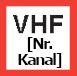 VHF
[Nr.
Kanal]